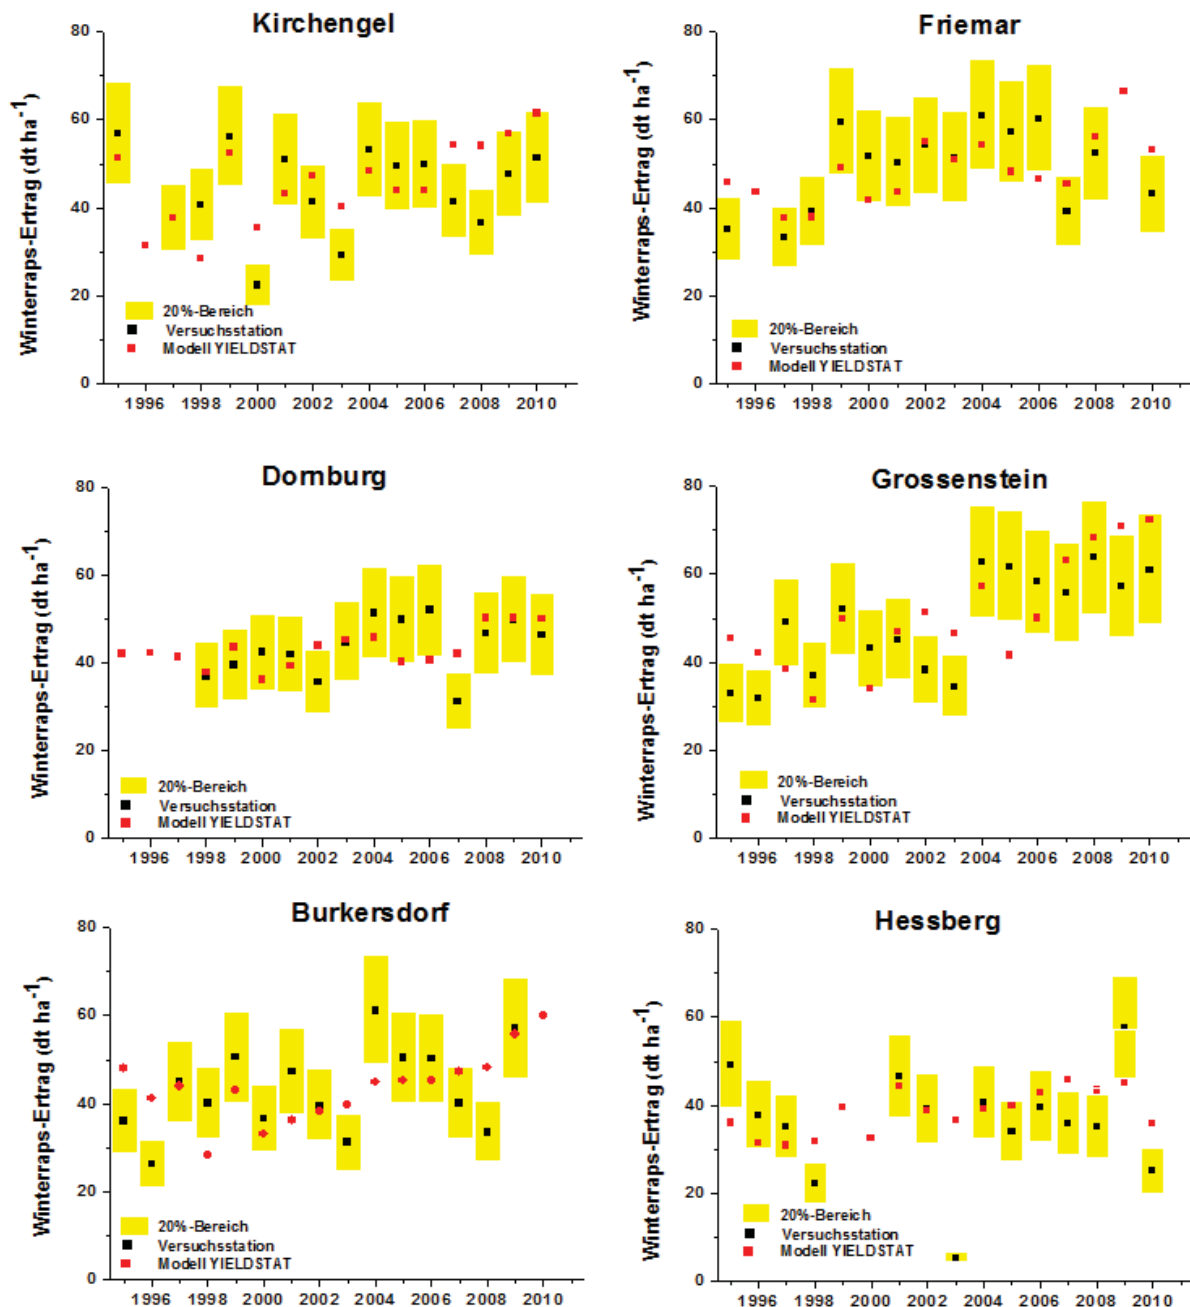 Kirchengel
Winterraps-Ertrag (dt ha⁻¹)
80
60
40
20
0
20%-Bereich
Versuchsstation
Modell YIELDSTAT
1996 1998 2000 2002 2004 2006 2008 2010
Friemar
Winterraps-Ertrag (dt ha⁻¹)
80
60
40
20
0
20%-Bereich
Versuchsstation
Modell YIELDSTAT
1996 1998 2000 2002 2004 2006 2008 2010
Dornburg
Winterraps-Ertrag (dt ha⁻¹)
80
60
40
20
0
20%-Bereich
Versuchsstation
Modell YIELDSTAT
1996 1998 2000 2002 2004 2006 2008 2010
Grossenstein
Winterraps-Ertrag (dt ha⁻¹)
80
60
40
20
0
20%-Bereich
Versuchsstation
Modell YIELDSTAT
1996 1998 2000 2002 2004 2006 2008 2010
Burkersdorf
Winterraps-Ertrag (dt ha⁻¹)
80
60
40
20
0
20%-Bereich
Versuchsstation
Modell YIELDSTAT
1996 1998 2000 2002 2004 2006 2008 2010
Hessberg
Winterraps-Ertrag (dt ha⁻¹)
80
60
40
20
0
20%-Bereich
Versuchsstation
Modell YIELDSTAT
1996 1998 2000 2002 2004 2006 2008 2010